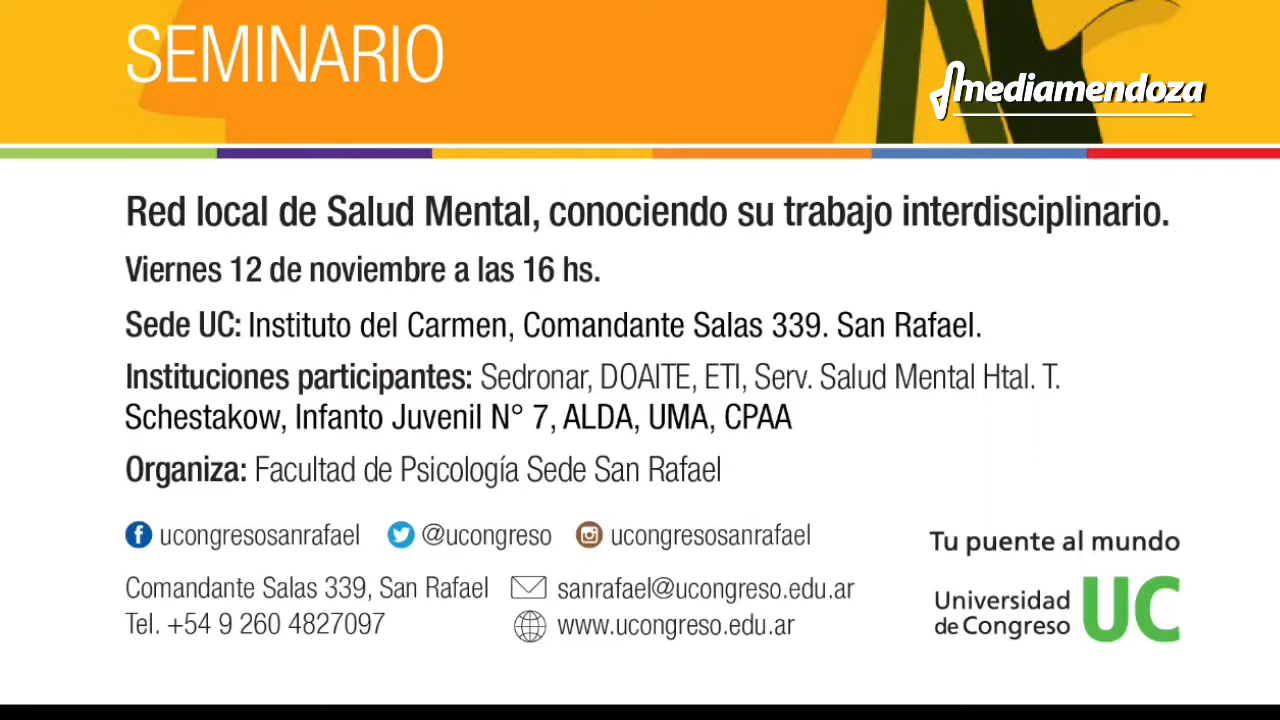 SEMINARIO
mediamendoza
Red local de Salud Mental, conociendo su trabajo interdisciplinario.
Viernes 12 de noviembre a las 16 hs.
Sede UC: Instituto del Carmen, Comandante Salas 339. San Rafael.
Instituciones participantes: Sedronar, DOAITE, ETI, Serv. Salud Mental Htal. T.
Schestakow, Infanto Juvenil N° 7, ALDA, UMA, CPAA
Organiza: Facultad de Psicología Sede San Rafael
ucongresosanrafael @ucongreso ucongresosanrafael
Comandante Salas 339, San Rafael sanrafael@ucongreso.edu.ar
Tel. +54 9 260 4827097 www.ucongreso.edu.ar
Tu puente al mundo
Universidad
de Congreso
UC